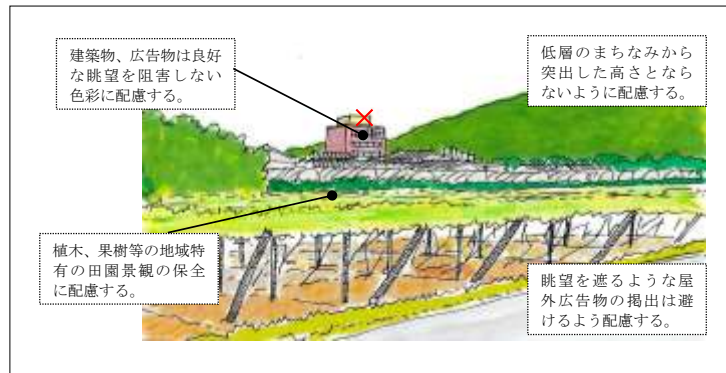 建築物、広告物は良好
な眺望を阻害しない
色彩に配慮する。
低層のまちなみから
突出した高さとなら
ないように配慮する。
植木、果樹等の地域特
有の田園景観の保全
に配慮する。
眺望を遮るような屋
外広告物の掲出は避
けるよう配慮する。